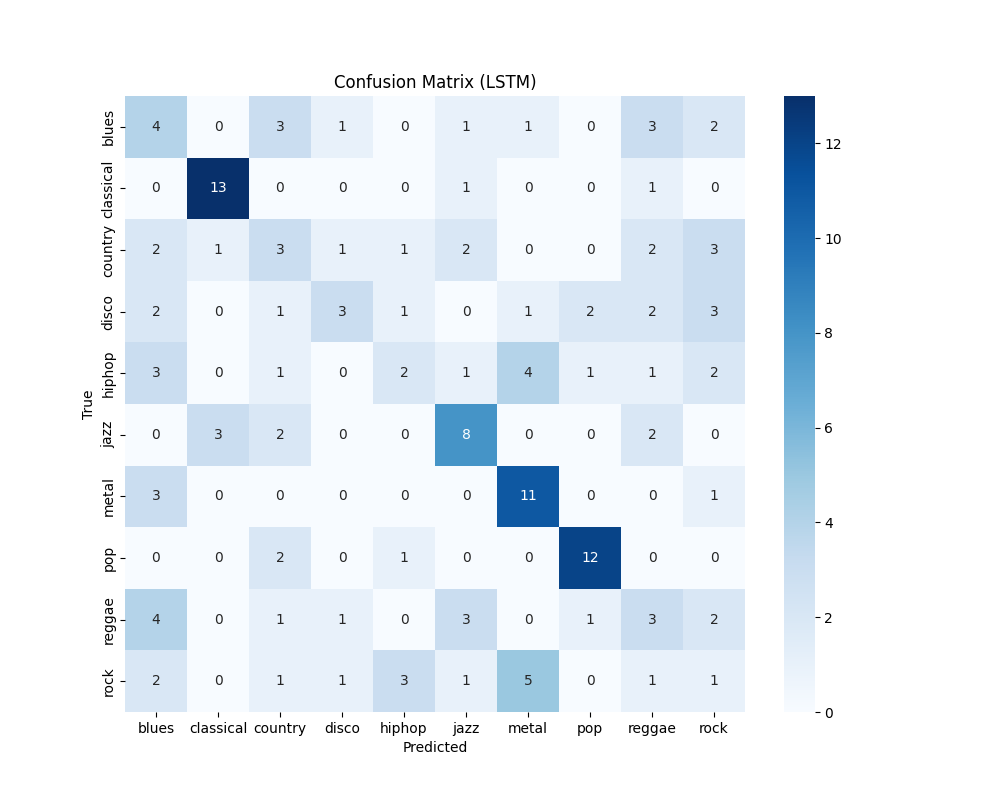 Confusion Matrix (LSTM)
True
blues 4 0 3 1 0 1 1 0 3 2
classical 0 13 0 0 0 1 0 0 1 0
country 2 1 3 1 1 2 0 0 2 3
disco 2 0 1 3 1 0 1 2 2 3
hiphop 3 0 1 0 2 1 4 1 1 2
jazz 0 3 2 0 0 8 0 0 2 0
metal 3 0 0 0 0 0 11 0 0 1
pop 0 0 2 0 1 0 0 12 0 0
reggae 4 0 1 1 0 3 0 1 3 2
rock 2 0 1 1 3 1 5 0 1 1
blues classical country disco hiphop jazz metal pop reggae rock
Predicted
12
10
8
6
4
2
0